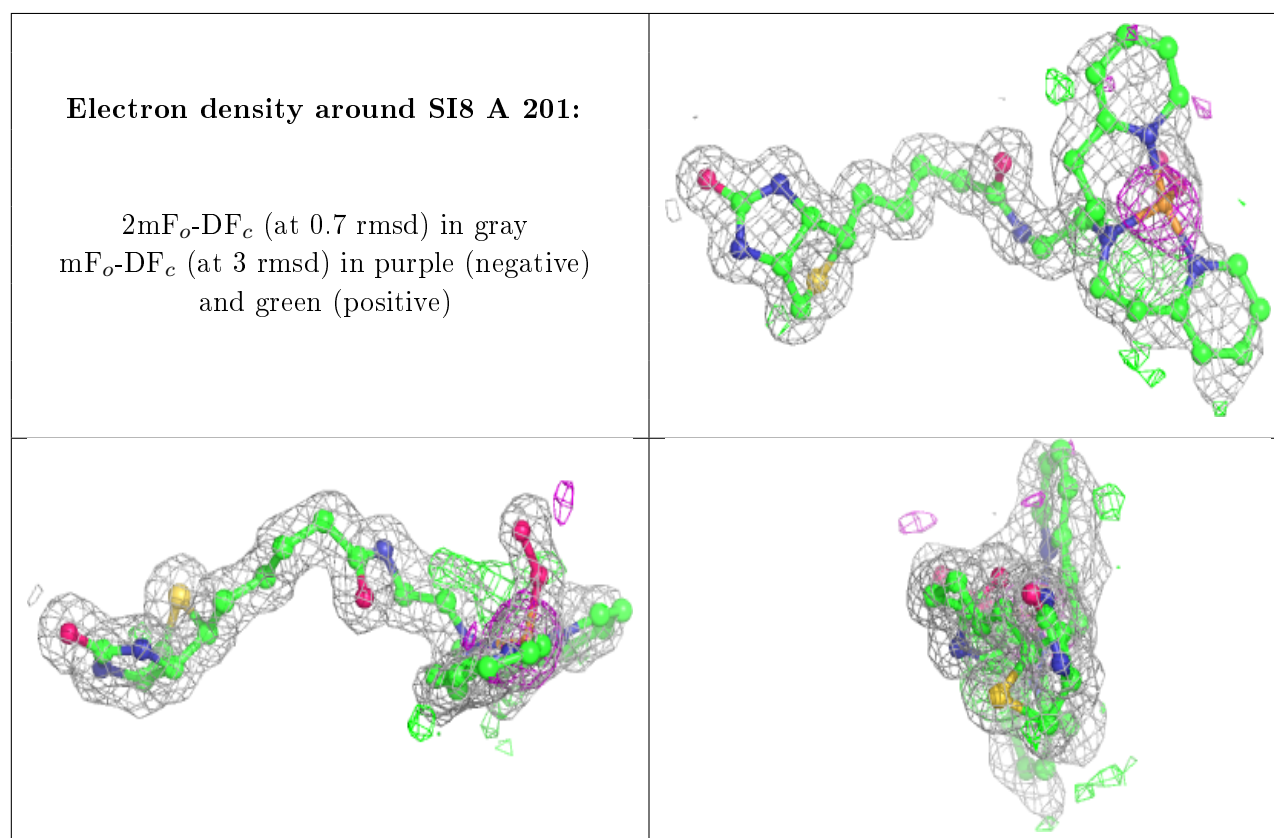 Electron density around SI8 A 201:
2mFo-DFc (at 0.7 rmsd) in gray
mFo-DFc (at 3 rmsd) in purple (negative)
and green (positive)